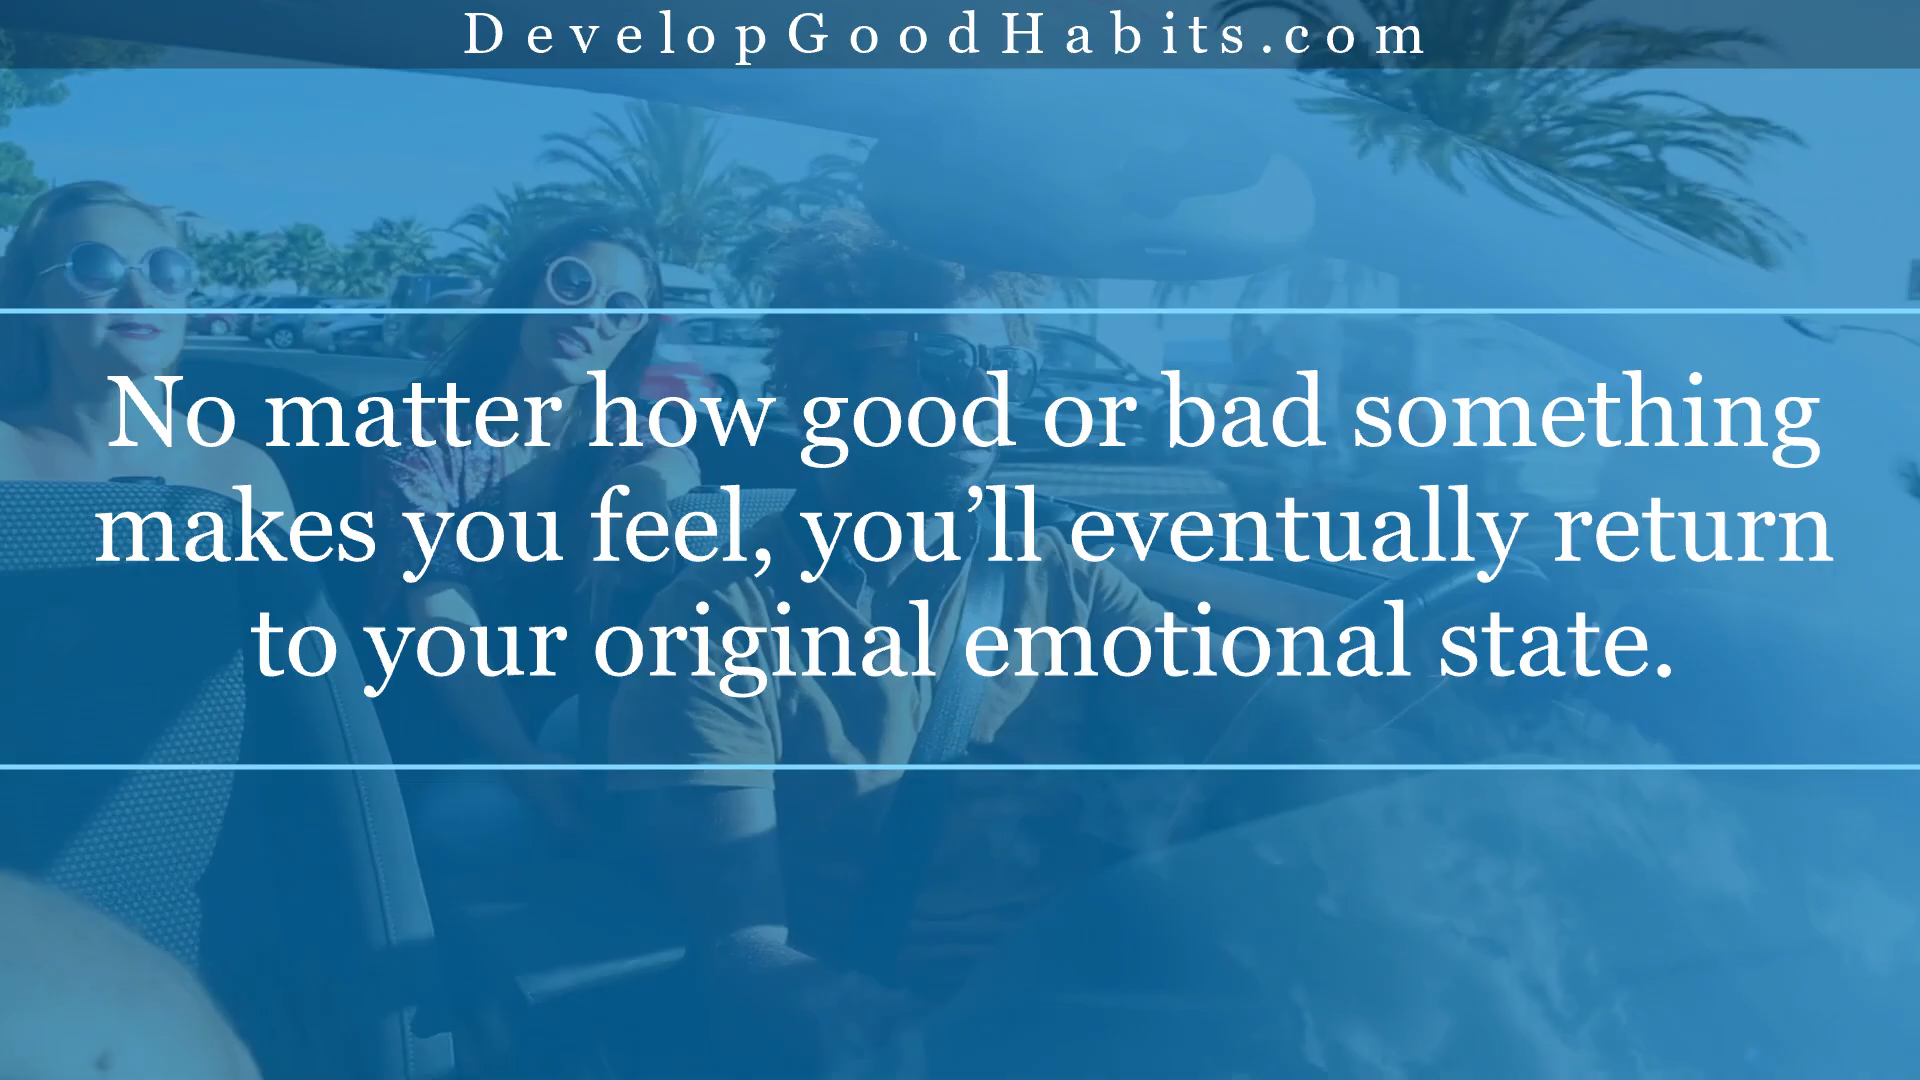 DevelopGoodHabits.com
No matter how good or bad something
makes you feel, you’ll eventually return
to your original emotional state.